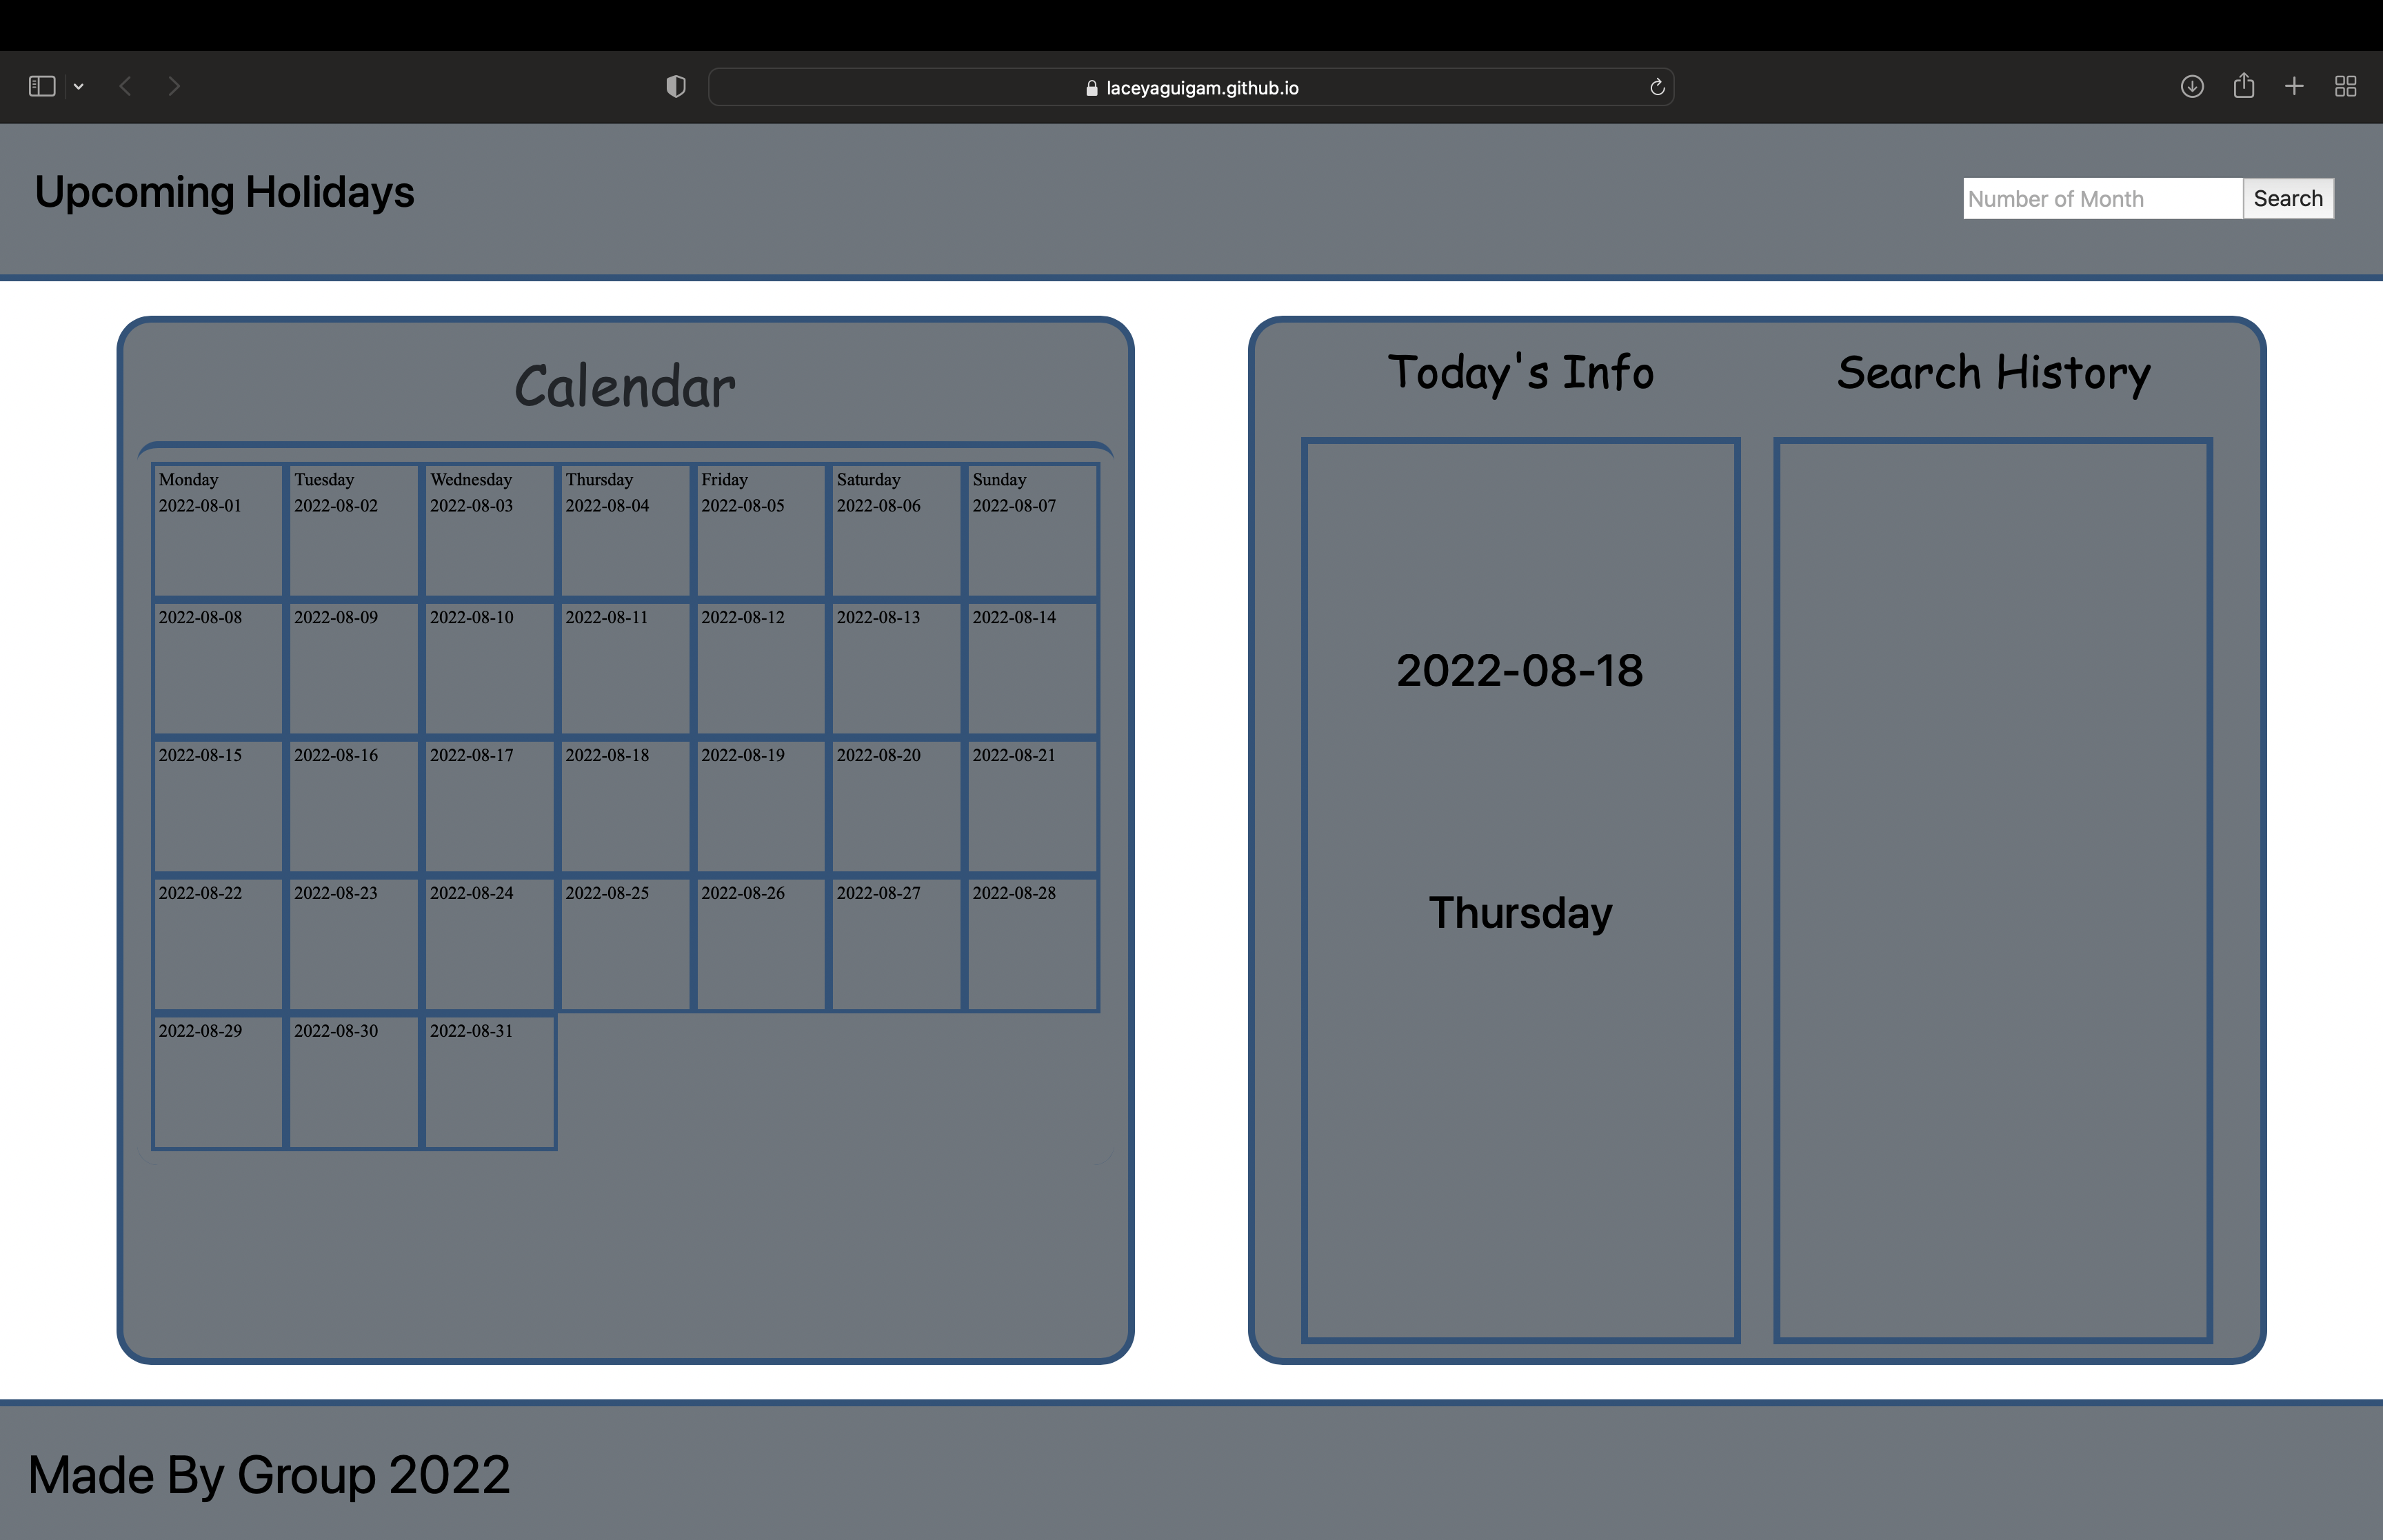 laceyaguigam.github.io
Upcoming Holidays
Number of Month
Search
Calendar
Monday
2022-08-01
Tuesday
2022-08-02
Wednesday
2022-08-03
Thursday
2022-08-04
Friday
2022-08-05
Saturday
2022-08-06
Sunday
2022-08-07
2022-08-08
2022-08-09
2022-08-10
2022-08-11
2022-08-12
2022-08-13
2022-08-14
2022-08-15
2022-08-16
2022-08-17
2022-08-18
2022-08-19
2022-08-20
2022-08-21
2022-08-22
2022-08-23
2022-08-24
2022-08-25
2022-08-26
2022-08-27
2022-08-28
2022-08-29
2022-08-30
2022-08-31
Today's Info
2022-08-18
Thursday
Search History
Made By Group 2022